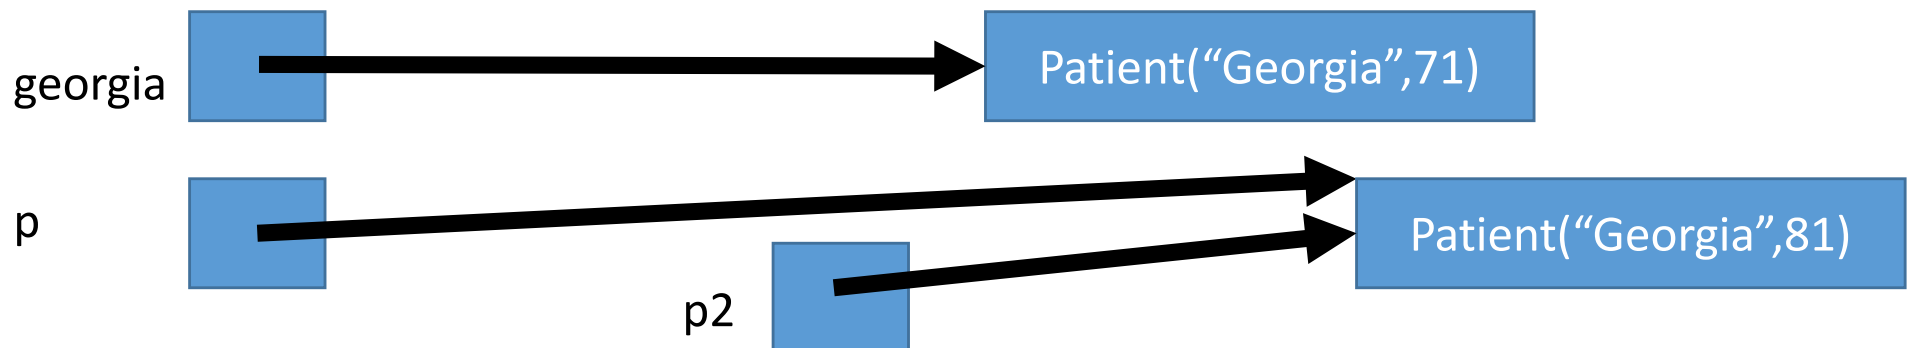 georgia
Patient(“Georgia”,71)
p
Patient(“Georgia”,81)
p2